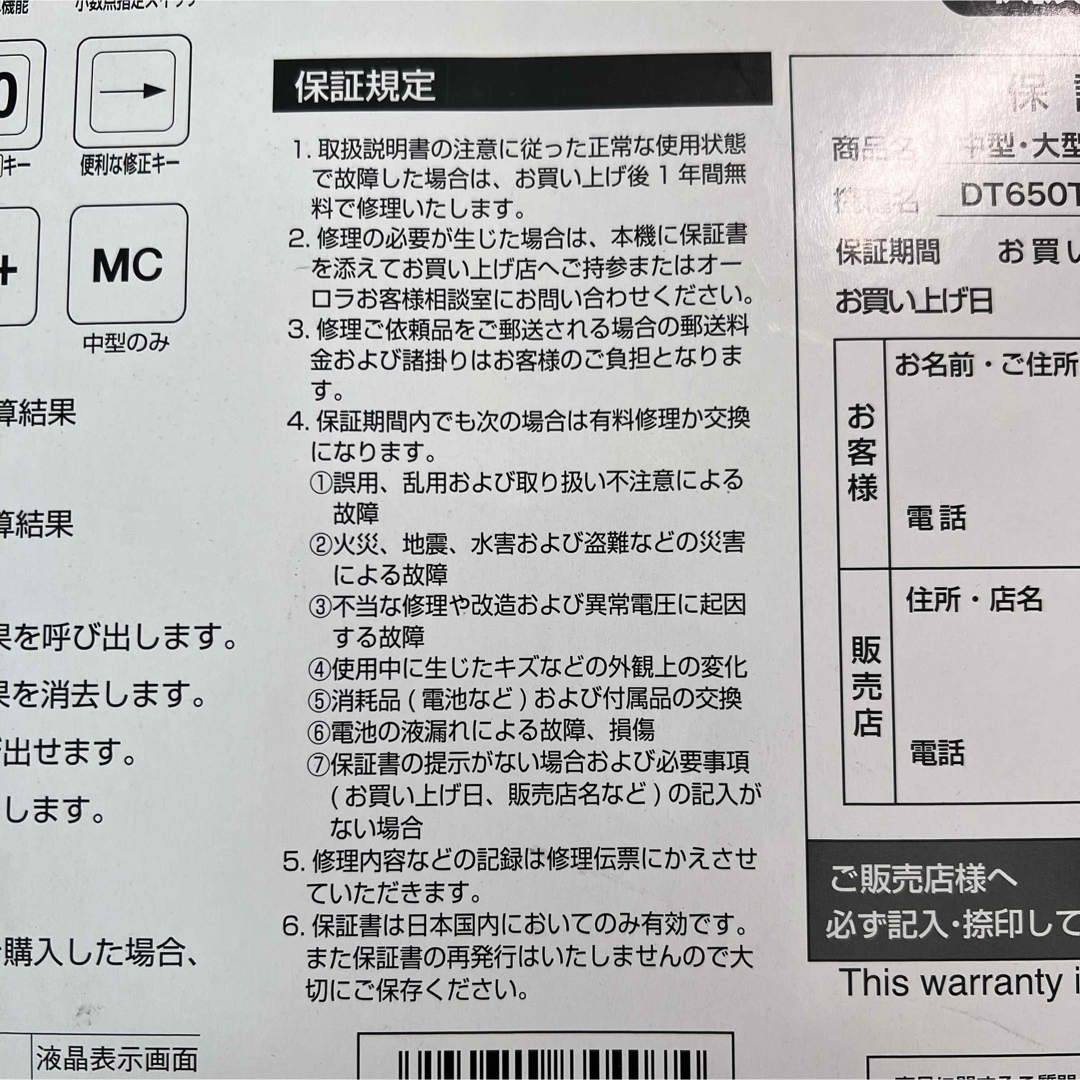 機能
小数点指定スイッチ
0
キー
→
便利な修正キー
+
MC
中型のみ
算結果
算結果
果を呼び出します。
果を消去します。
出せます。
します。
購入した場合、
液晶表示画面
保証規定
1. 取扱説明書の注意に従った正常な使用状態
で故障した場合は、お買い上げ後 1 年間無
料で修理いたします。
2. 修理の必要が生じた場合は、本機に保証書
を添えてお買い上げ店へご持参またはオー
ロラお客様相談室にお問い合わせください。
3. 修理ご依頼品をご郵送される場合の郵送料
金および諸掛りはお客様のご負担となりま
す。
4. 保証期間内でも次の場合は有料修理か交換
になります。
①誤用、乱用および取り扱い不注意による
故障
②火災、地震、水害および盗難などの災害
による故障
③不当な修理や改造および異常電圧に起因
する故障
④使用中に生じたキズなどの外観上の変化
⑤消耗品 ( 電池など ) および付属品の交換
⑥電池の液漏れによる故障、損傷
⑦保証書の提示がない場合および必要事項
( お買い上げ日、販売店名など ) の記入が
ない場合
5. 修理内容などの記録は修理伝票にかえさせ
ていただきます。
6. 保証書は日本国内においてのみ有効です。
また保証書の再発行はいたしませんので大
切にご保存ください。
保
商品名 中型・大型
機種名 DT650T
保証期間 お買い
お買い上げ日
お客様
お名前・ご住所
電話
販売店
住所・店名
電話
ご販売店様へ
必ず記入・捺印して
This warranty i